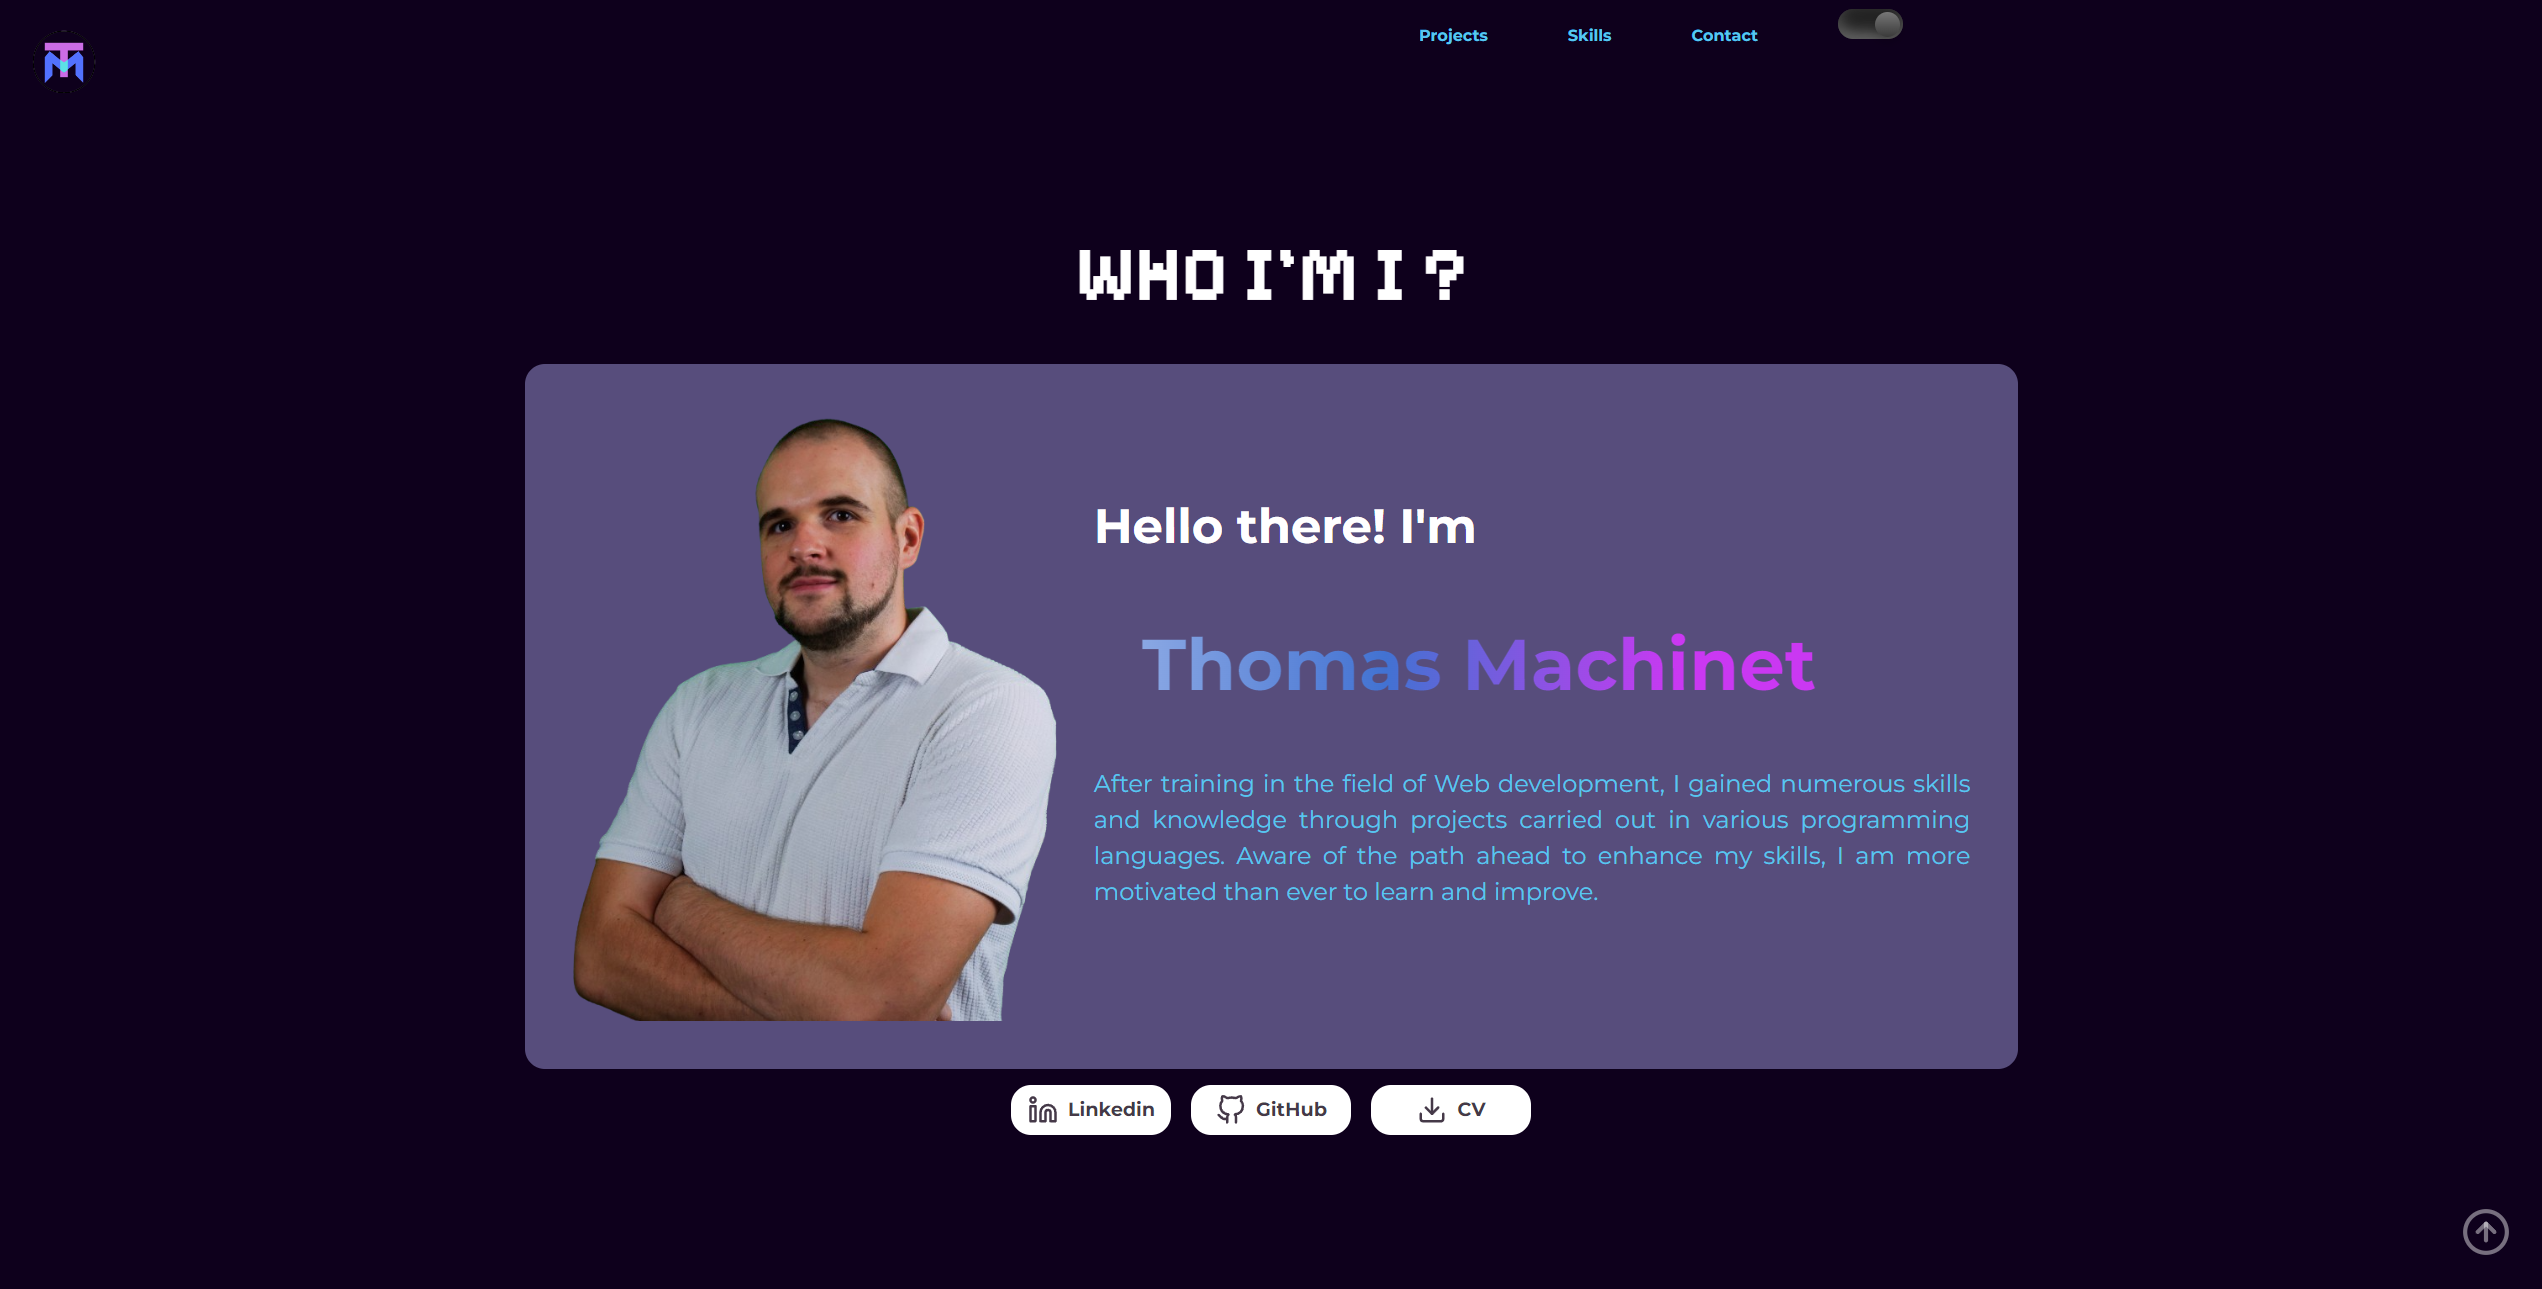 TM
Projects
Skills
Contact
WHO I'M I ?
Hello there! I'm
Thomas Machinet
After training in the field of Web development, I gained numerous skills
and knowledge through projects carried out in various programming
languages. Aware of the path ahead to enhance my skills, I am more
motivated than ever to learn and improve.
Linkedin
GitHub
CV